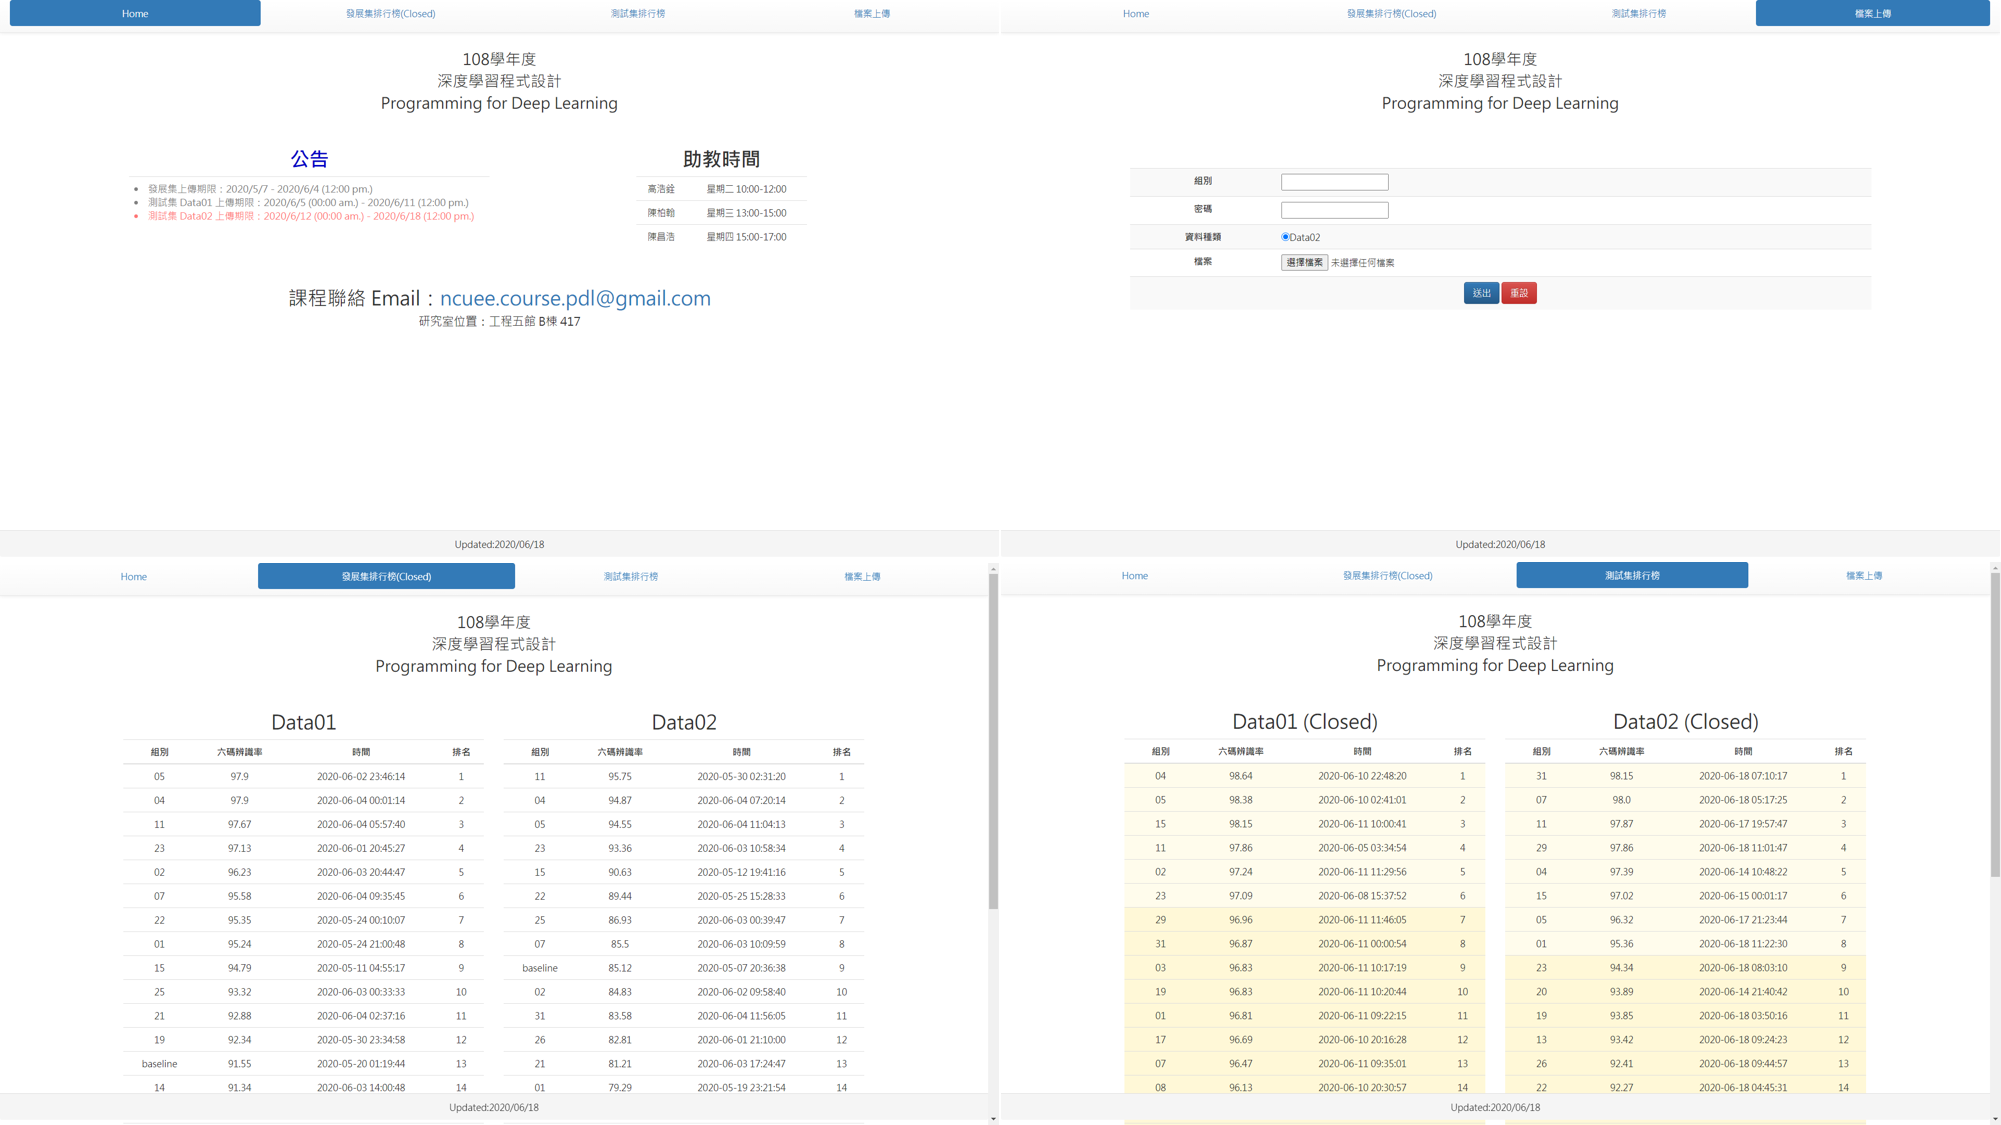 Home 發展集排行榜(Closed) 測試集排行榜 檔案上傳
108學年度
深度學習程式設計
Programming for Deep Learning
公告
發展集上傳期限：2020/5/7 - 2020/6/4 (12:00 pm.)
測試集 Data01 上傳期限：2020/6/5 (00:00 am.) - 2020/6/11 (12:00 pm.)
測試集 Data02 上傳期限：2020/6/12 (00:00 am.) - 2020/6/18 (12:00 pm.)
助教時間
高浩銓 星期二 10:00-12:00
陳柏翰 星期三 13:00-15:00
陳昌浩 星期四 15:00-17:00
課程聯絡 Email：ncuee.course.pdl@gmail.com
研究室位置：工程五館 B棟 417
Updated:2020/06/18
Home 發展集排行榜(Closed) 測試集排行榜 檔案上傳
108學年度
深度學習程式設計
Programming for Deep Learning
組別
密碼
資料種類 Data02
檔案 選擇檔案 未選擇任何檔案
送出 重設
Updated:2020/06/18
Home 發展集排行榜(Closed) 測試集排行榜 檔案上傳
108學年度
深度學習程式設計
Programming for Deep Learning
Data01
組別 六碼辨識率 時間 排名
05 97.9 2020-06-02 23:46:14 1
04 97.9 2020-06-04 00:01:14 2
11 97.67 2020-06-04 05:57:40 3
23 97.13 2020-06-01 20:45:27 4
02 96.23 2020-06-03 20:44:47 5
07 95.58 2020-06-04 09:35:45 6
22 95.35 2020-05-24 00:10:07 7
01 95.24 2020-05-24 21:00:48 8
15 94.79 2020-05-11 04:55:17 9
25 93.32 2020-06-03 00:33:33 10
21 92.88 2020-06-04 02:37:16 11
19 92.34 2020-05-30 23:34:58 12
baseline 91.55 2020-05-20 01:19:44 13
14 91.34 2020-06-03 14:00:48 14
Data02
組別 六碼辨識率 時間 排名
11 95.75 2020-05-30 02:31:20 1
04 94.87 2020-06-04 07:20:14 2
05 94.55 2020-06-04 11:04:13 3
23 93.36 2020-06-03 10:58:34 4
15 90.63 2020-05-12 19:41:16 5
22 89.44 2020-05-25 15:28:33 6
25 86.93 2020-06-03 00:39:47 7
07 85.5 2020-06-03 10:09:59 8
baseline 85.12 2020-05-07 20:36:38 9
02 84.83 2020-06-02 09:58:40 10
31 83.58 2020-06-04 11:56:05 11
26 82.81 2020-06-01 21:10:00 12
21 81.21 2020-06-03 17:24:47 13
01 79.29 2020-05-19 23:21:54 14
Updated:2020/06/18
Home 發展集排行榜(Closed) 測試集排行榜 檔案上傳
108學年度
深度學習程式設計
Programming for Deep Learning
Data01 (Closed)
組別 六碼辨識率 時間 排名
04 98.64 2020-06-10 22:48:20 1
05 98.38 2020-06-10 02:41:01 2
15 98.15 2020-06-11 10:00:41 3
11 97.86 2020-06-05 03:34:54 4
02 97.24 2020-06-11 11:29:56 5
23 97.09 2020-06-08 15:37:52 6
29 96.96 2020-06-11 11:46:05 7
31 96.87 2020-06-11 00:00:54 8
03 96.83 2020-06-11 10:17:19 9
19 96.83 2020-06-11 10:20:44 10
01 96.81 2020-06-11 09:22:15 11
17 96.69 2020-06-10 20:16:28 12
07 96.47 2020-06-11 09:35:01 13
08 96.13 2020-06-10 20:30:57 14
Data02 (Closed)
組別 六碼辨識率 時間 排名
31 98.15 2020-06-18 07:10:17 1
07 98.0 2020-06-18 05:17:25 2
11 97.87 2020-06-17 19:57:47 3
29 97.86 2020-06-18 11:01:47 4
04 97.39 2020-06-14 10:48:22 5
15 97.02 2020-06-15 00:01:17 6
05 96.32 2020-06-17 21:23:44 7
01 95.36 2020-06-18 11:22:30 8
23 94.34 2020-06-18 08:03:10 9
20 93.89 2020-06-14 21:40:42 10
19 93.85 2020-06-18 03:50:16 11
13 93.42 2020-06-18 09:24:23 12
26 92.41 2020-06-18 09:44:57 13
22 92.27 2020-06-18 04:45:31 14
Updated:2020/06/18